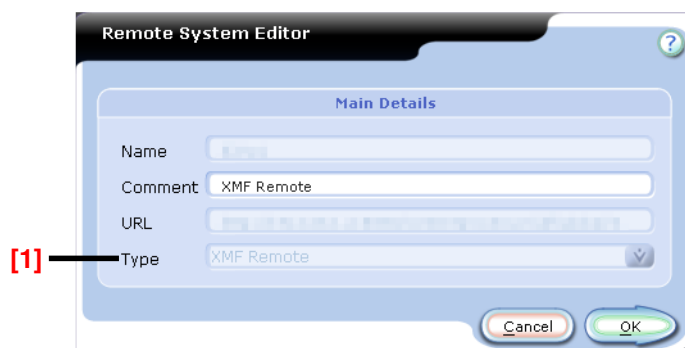 Remote System Editor
?
Main Details
Name
Comment XMF Remote
URL
[1] Type XMF Remote
Cancel OK